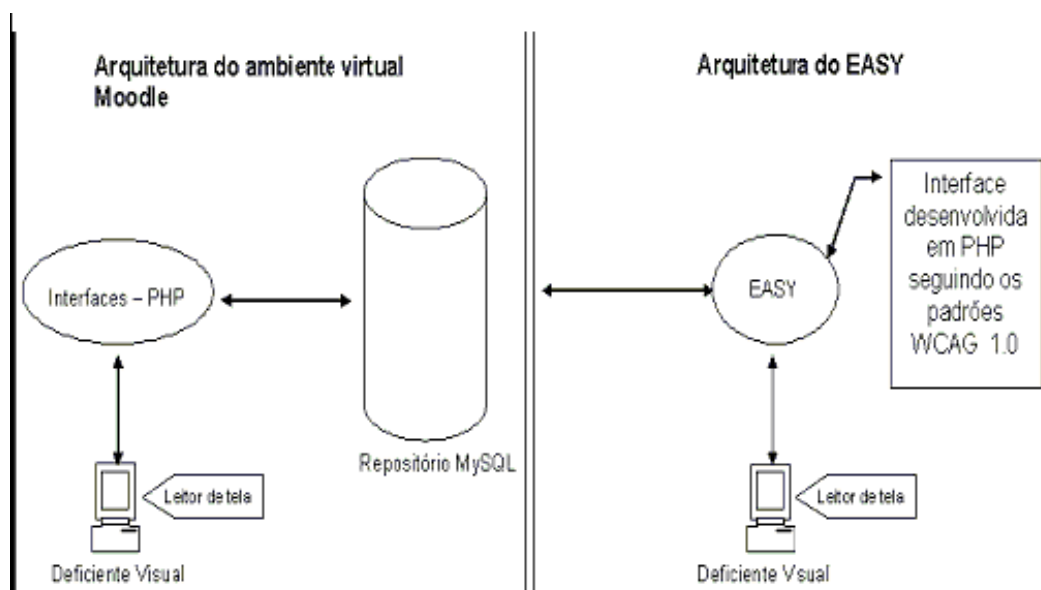 Arquitetura do ambiente virtual
Moodle
Interfaces – PHP
Repositório MySQL
Leitor de tela
Deficiente Visual
Arquitetura do EASY
EASY
Interface
desenvolvida
em PHP
seguindo os
padrões
WCAG 1.0
Leitor de tela
Deficiente Vsual